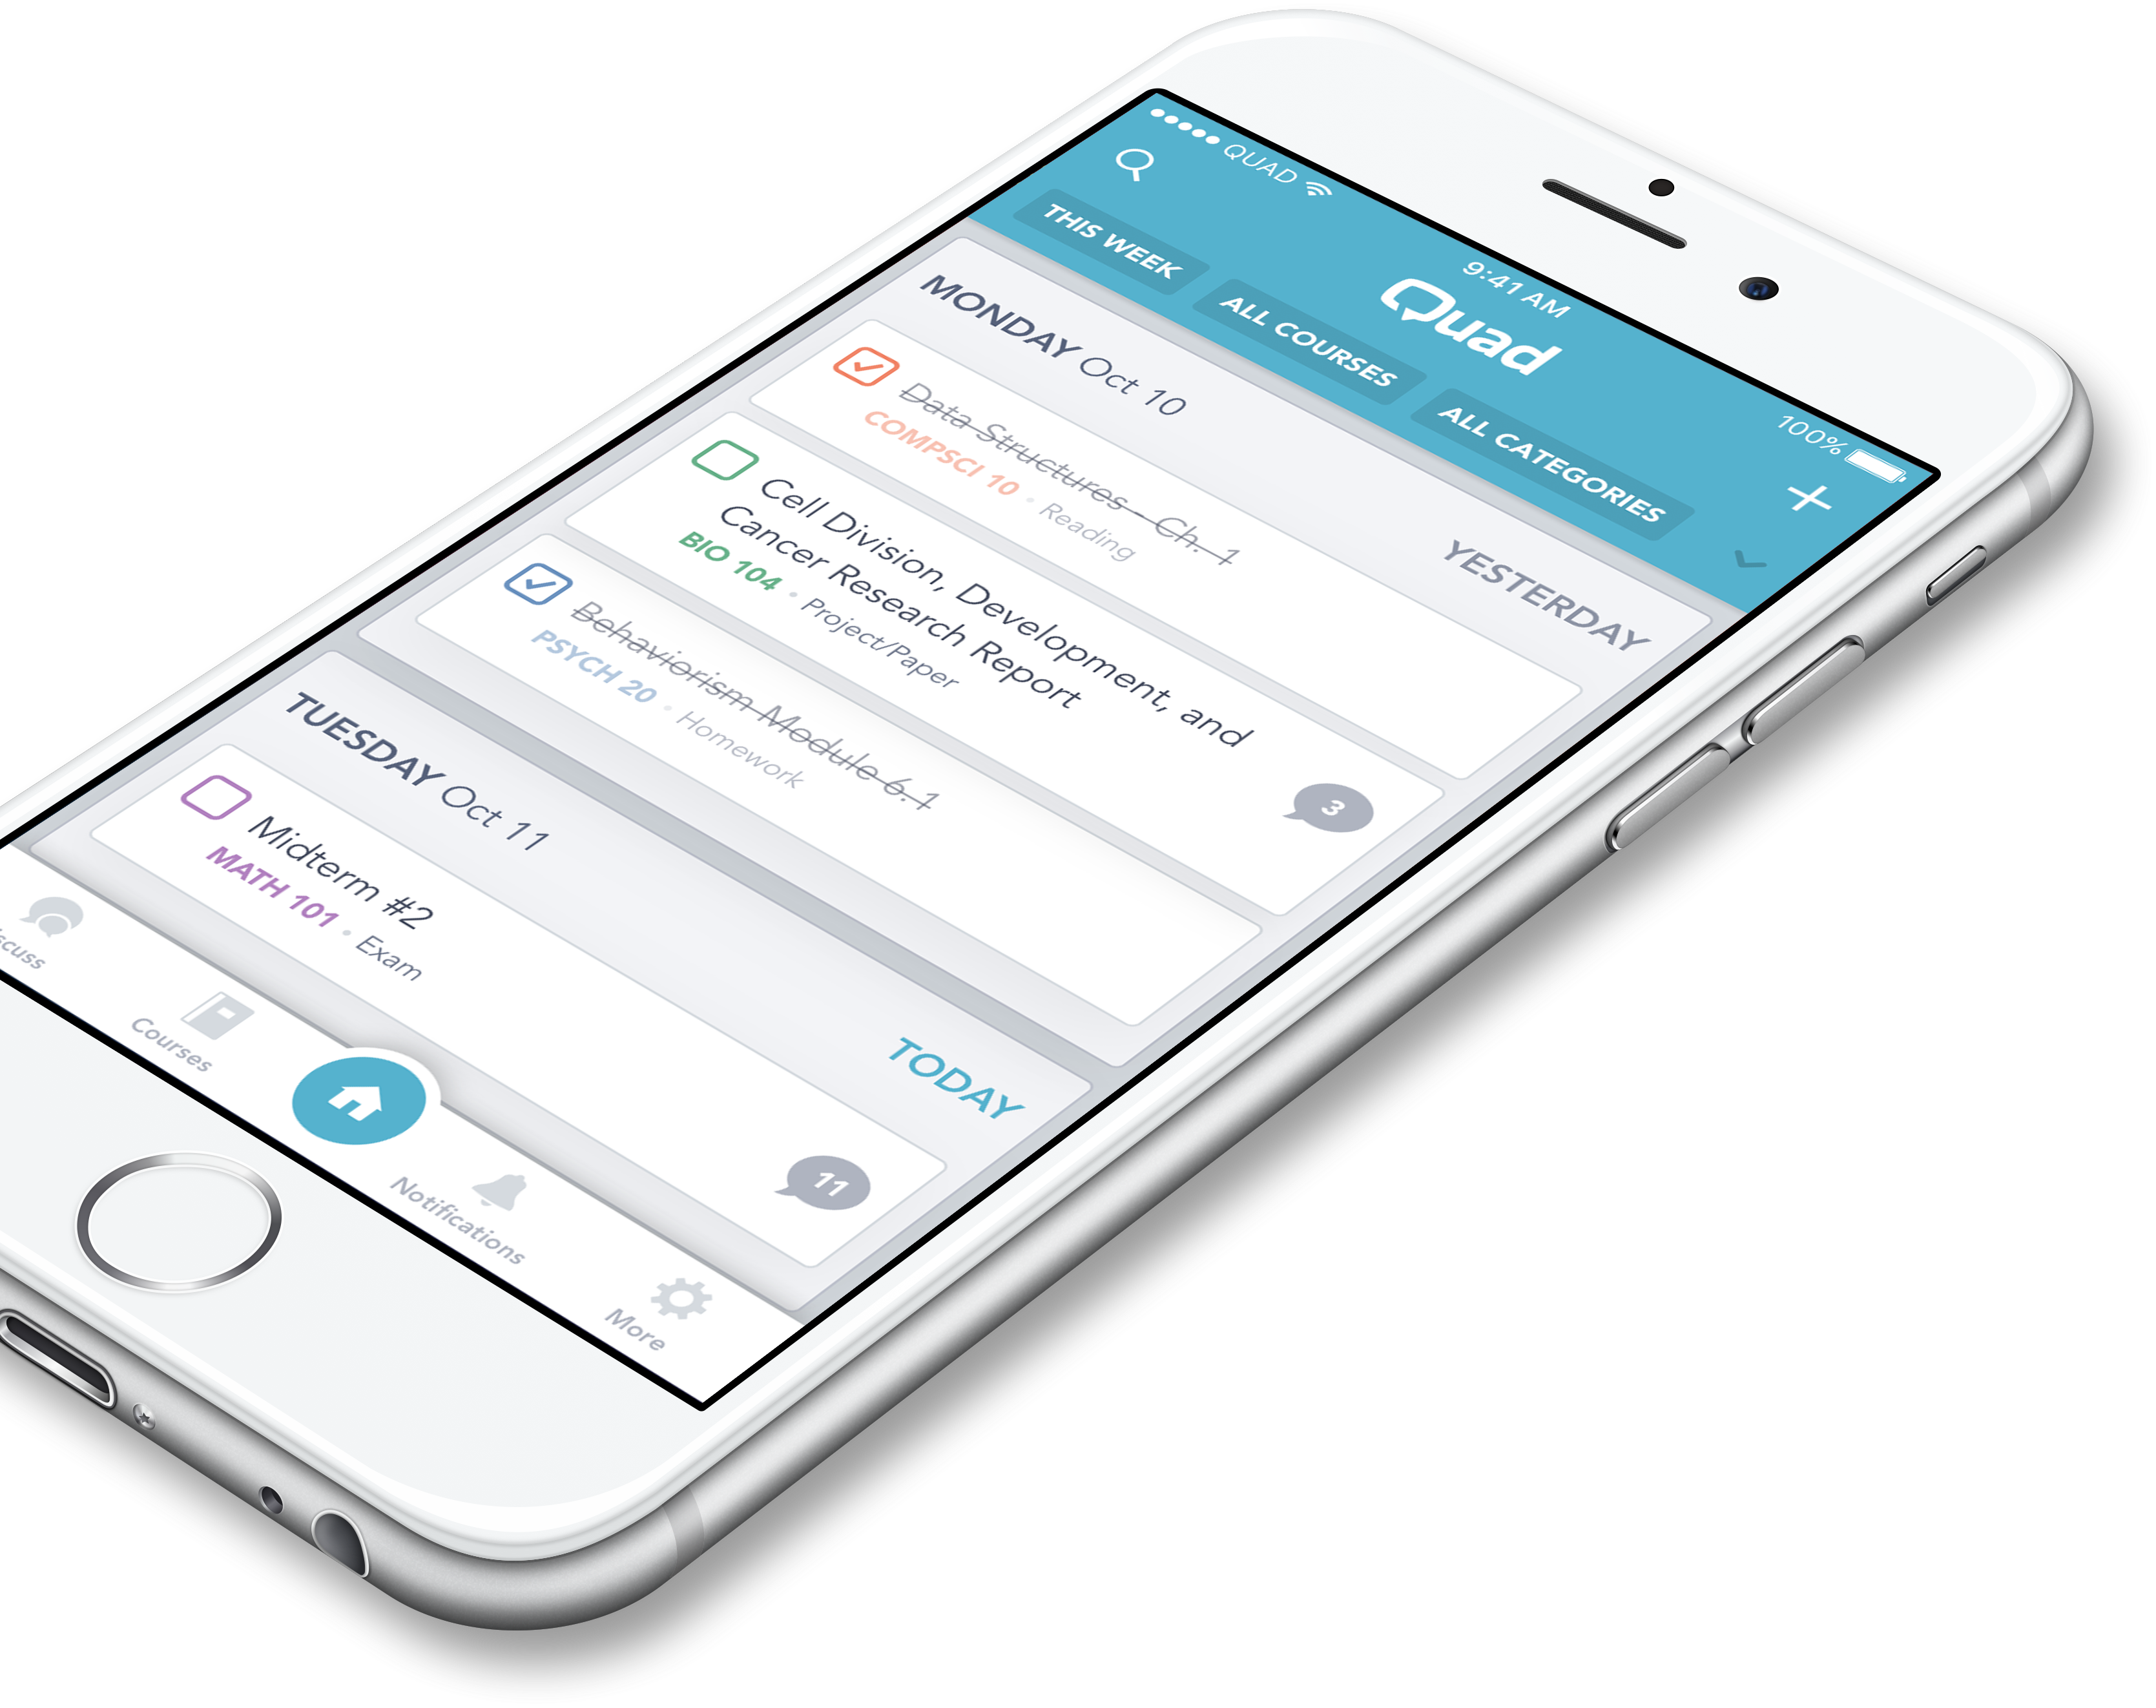 QUAD
9:41 AM
100%
Quad
THIS WEEK
ALL COURSES
ALL CATEGORIES
MONDAY Oct 10
YESTERDAY
Data Structures - Ch. 1
COMPSCI 10 • Reading
Cell Division, Development, and
Cancer Research Report
BIO 104 • Project/Paper
3
Behaviorism Module 6.1
PSYCH 20 • Homework
TUESDAY Oct 11
TODAY
Midterm #2
MATH 101 • Exam
11
scuss
Courses
Notifications
More